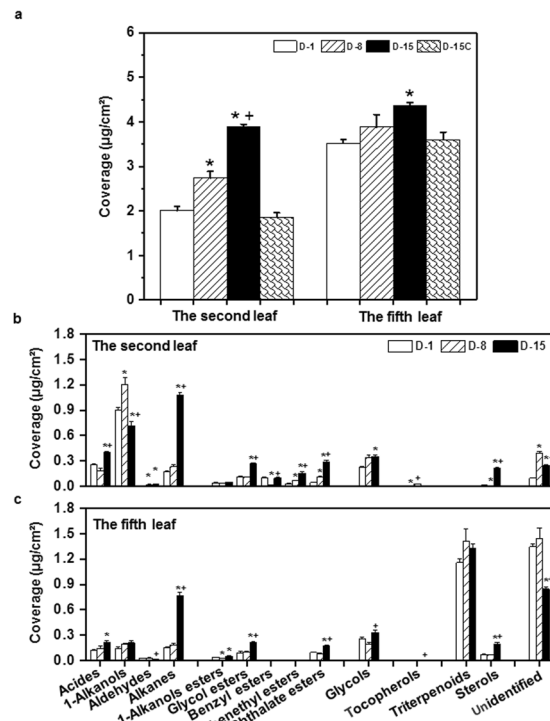 a
D-1 D-8 D-15 D-15C
Coverage (µg/cm²)
6
5
4
3
2
1
0
*
* +
*
The second leaf The fifth leaf
b
The second leaf
D-1 D-8 D-15
Coverage (µg/cm²)
1.8
1.5
1.2
0.9
0.6
0.3
0.0
*+ * *+ * * *+ *+ *+ * *+ * *+ * * + * *+ *
c
The fifth leaf
Coverage (µg/cm²)
1.8
1.5
1.2
0.9
0.6
0.3
0.0
* + *+ * * *+ *+ + + *+
Acides
1-Alkanols
Aldehydes
Alkanes
1-Alkanols esters
Glycol esters
Benzyl esters
esters
esters
Glycols
Tocopherols
Triterpenoids
Sterols
Unidentified